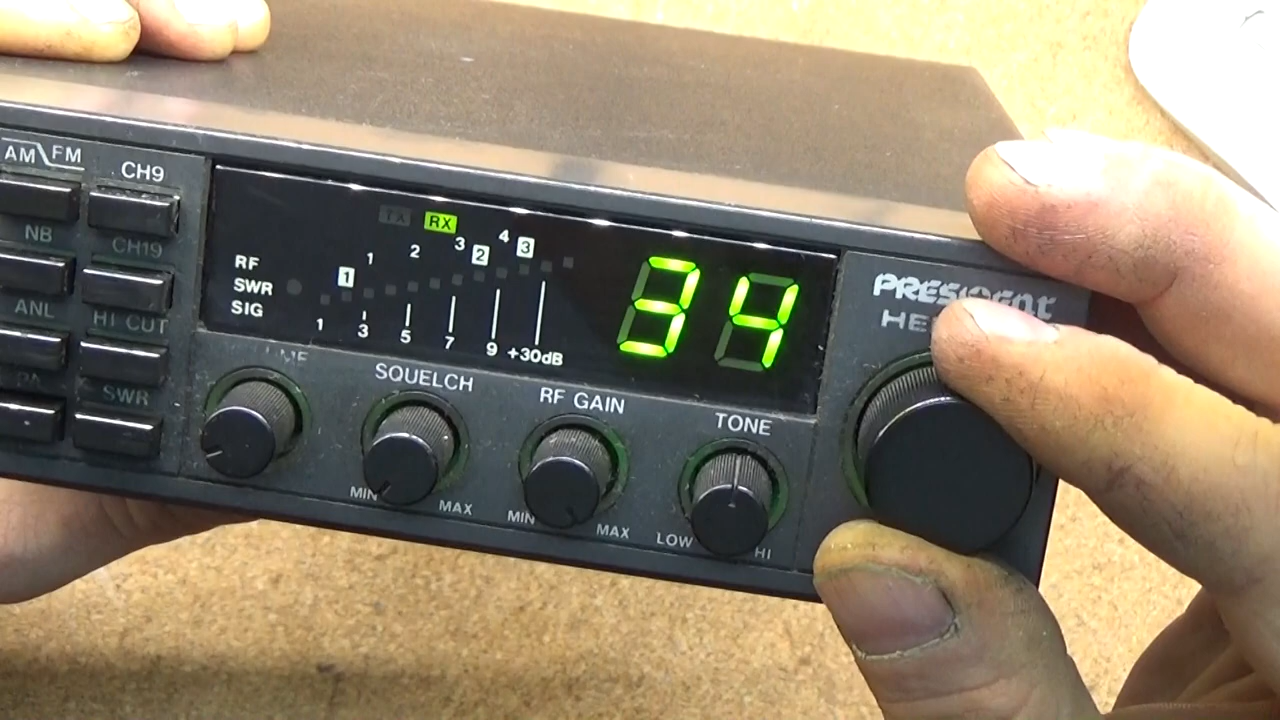 AM FM
CH9
NB
CH19
ANL
HI CUT
SWR
TX
RX
1 2 3 4
1 2 3
RF
SWR
SIG
1 3 5 7 9 +30dB
34
SQUELCH
MIN
MAX
RF GAIN
MIN
MAX
TONE
LOW
HI